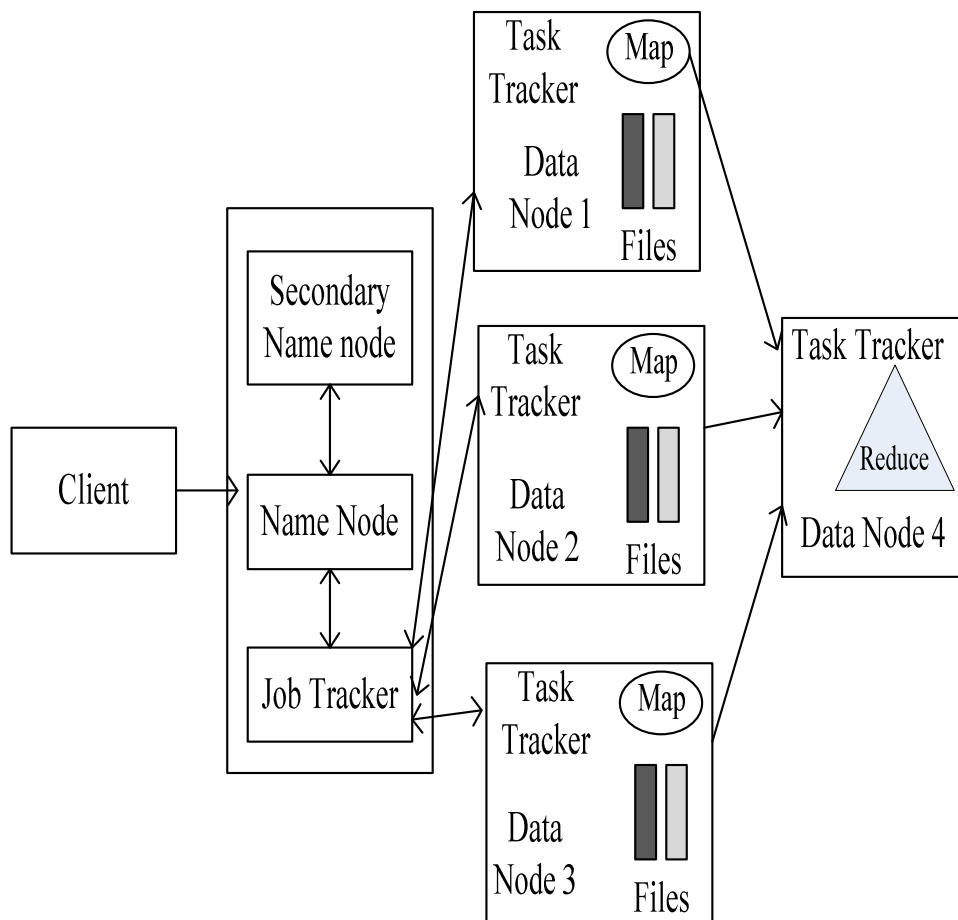 Client
Secondary
Name node
Name Node
Job Tracker
Task
Tracker
Map
Data
Node 1
Files
Task
Tracker
Map
Data
Node 2
Files
Task
Tracker
Map
Data
Node 3
Files
Task Tracker
Reduce
Data Node 4